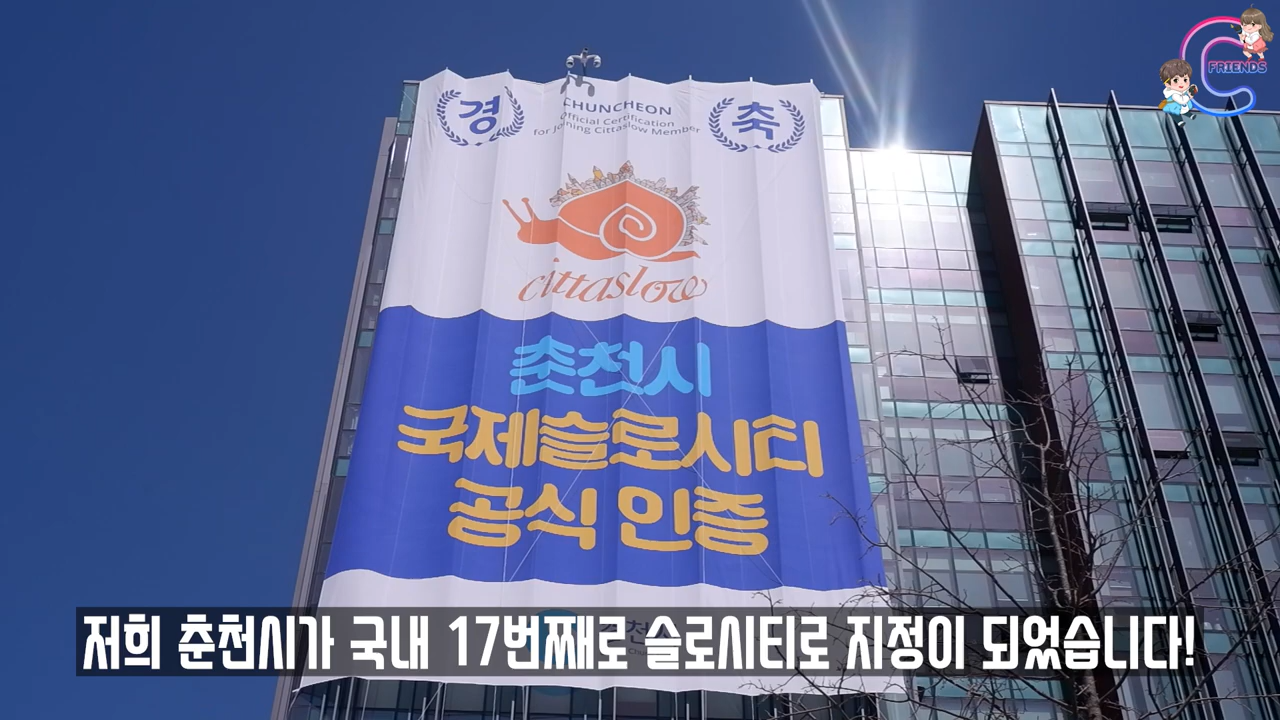 FRIENDS
경 축
CHUNCHEON
Official Certification
for Joining Cittaslow Member
cittaslow
춘천시
국제슬로시티
공식 인증
저희 춘천시가 국내 17번째로 슬로시티로 지정이 되었습니다!